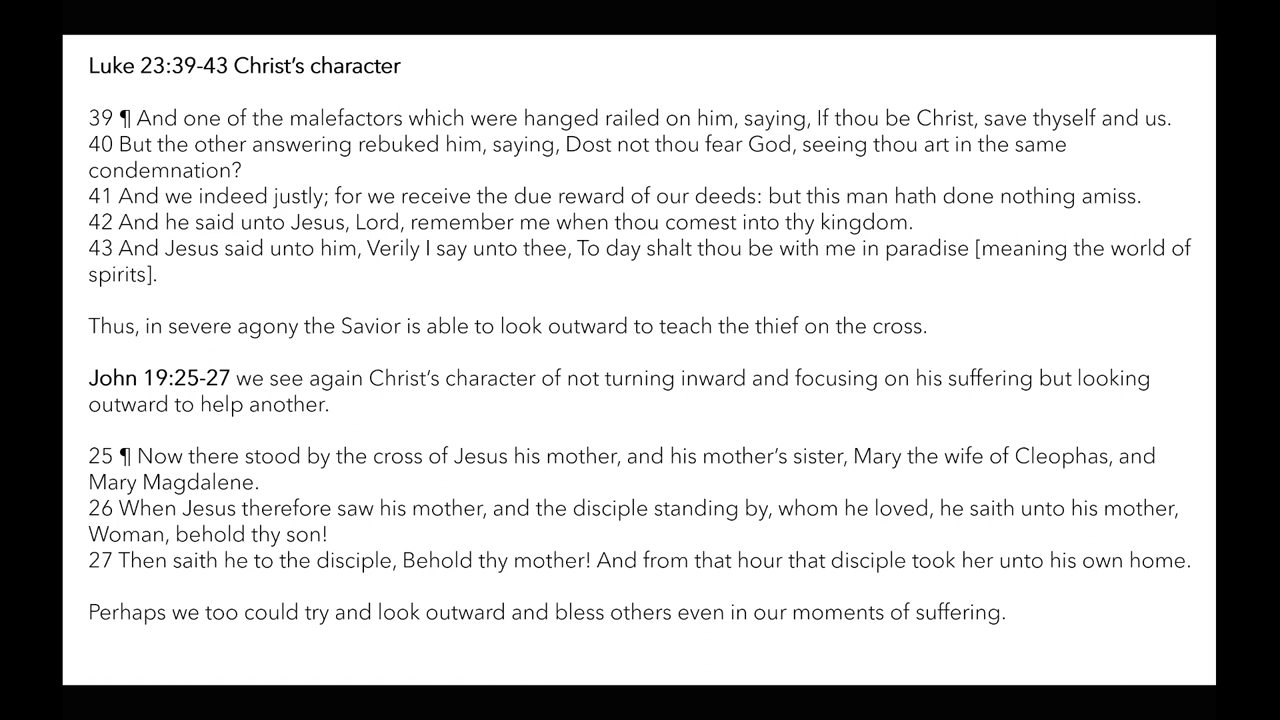 Luke 23:39-43 Christ’s character
39 ¶ And one of the malefactors which were hanged railed on him, saying, If thou be Christ, save thyself and us.
40 But the other answering rebuked him, saying, Dost not thou fear God, seeing thou art in the same
condemnation?
41 And we indeed justly; for we receive the due reward of our deeds: but this man hath done nothing amiss.
42 And he said unto Jesus, Lord, remember me when thou comest into thy kingdom.
43 And Jesus said unto him, Verily I say unto thee, To day shalt thou be with me in paradise [meaning the world of
spirits].
Thus, in severe agony the Savior is able to look outward to teach the thief on the cross.
John 19:25-27 we see again Christ’s character of not turning inward and focusing on his suffering but looking
outward to help another.
25 ¶ Now there stood by the cross of Jesus his mother, and his mother’s sister, Mary the wife of Cleophas, and
Mary Magdalene.
26 When Jesus therefore saw his mother, and the disciple standing by, whom he loved, he saith unto his mother,
Woman, behold thy son!
27 Then saith he to the disciple, Behold thy mother! And from that hour that disciple took her unto his own home.
Perhaps we too could try and look outward and bless others even in our moments of suffering.